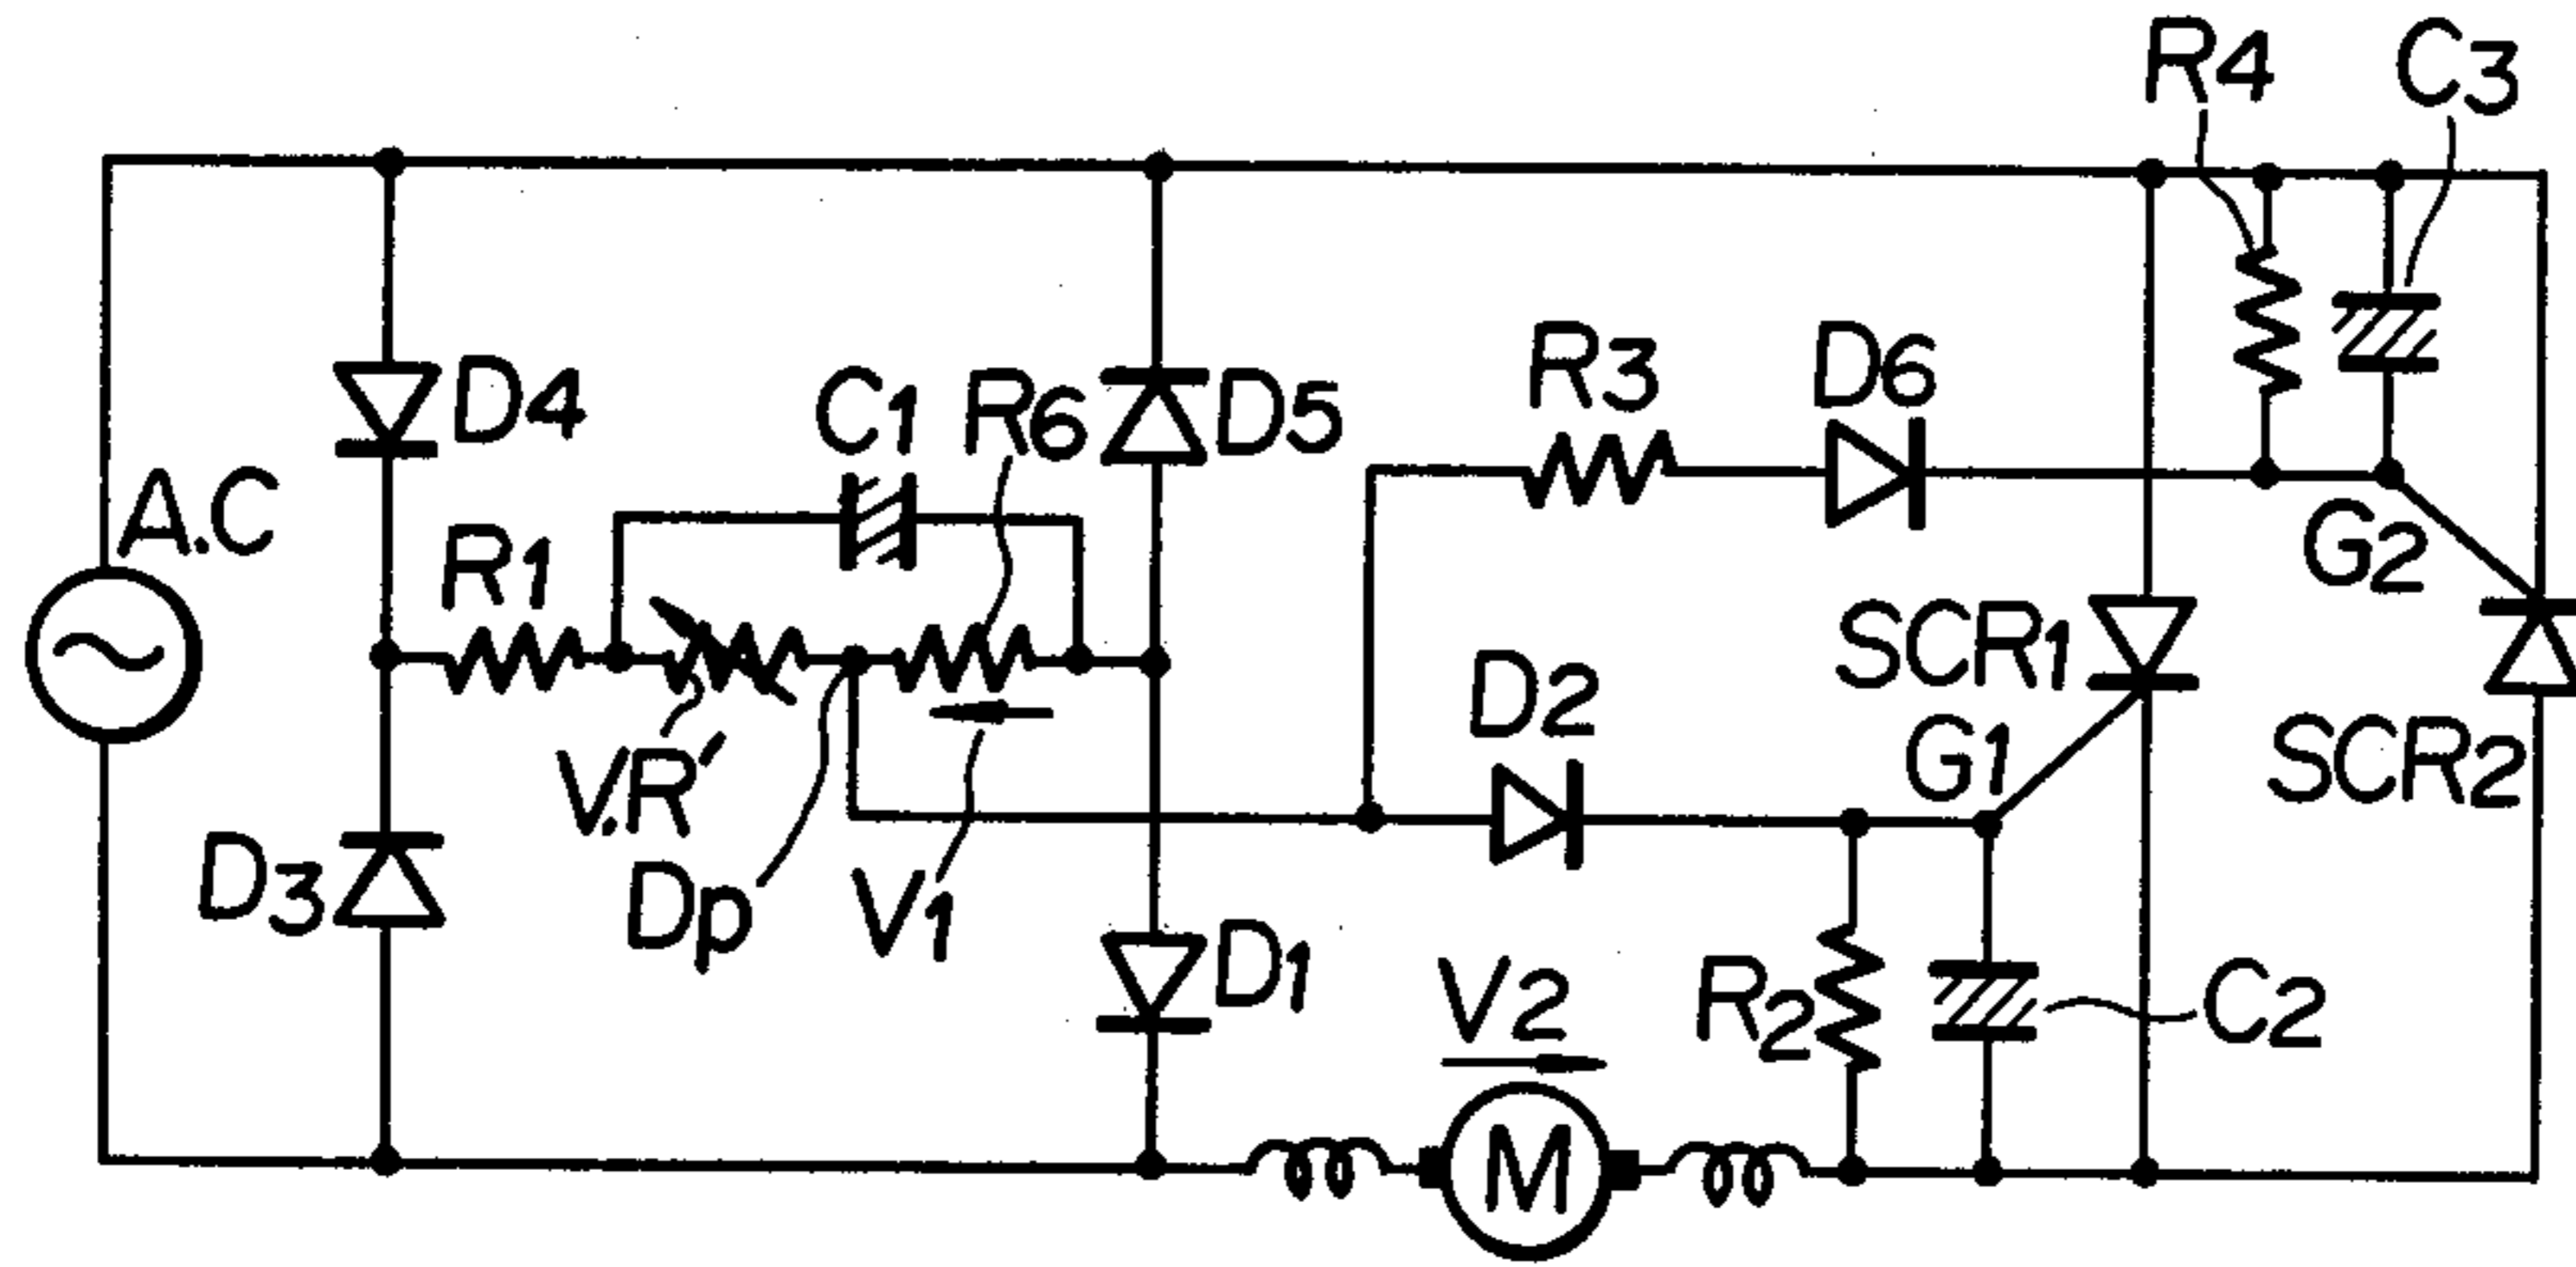 R4
C3
D4
C1
R6
D5
R3
D6
A.C
R1
G2
SCR1
D2
G1
SCR2
V.R'
D3
Dp
V1
D1
V2
R2
C2
M